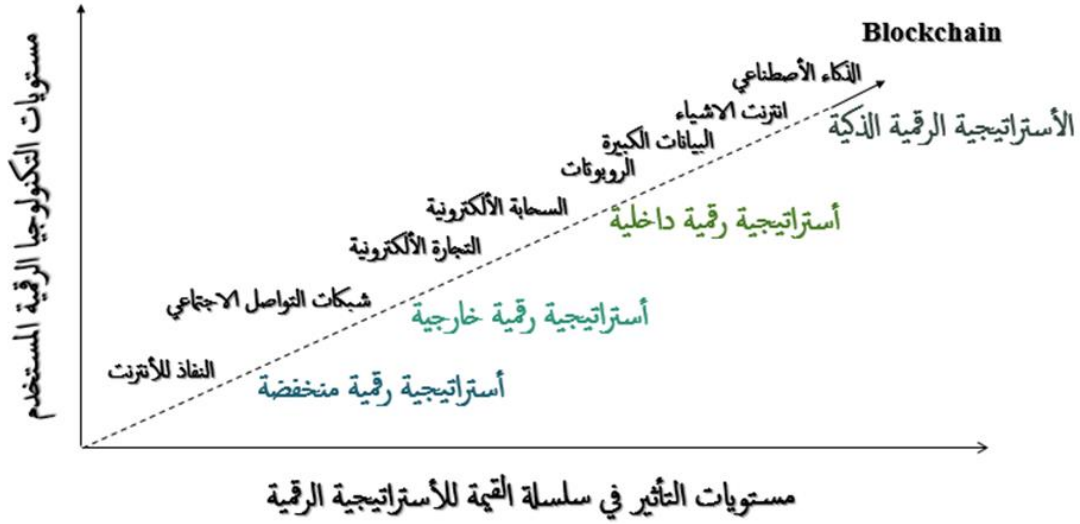 Blockchain
الذكاء الأصطناعي
انترنت الاشياء
الأستراتيجية الرقمية الذكية
البيانات الكبيرة
الروبوتات
السحابة الألكترونية
أستراتيجية رقمية داخلية
التجارة الألكترونية
شبكات التواصل الاجتماعي
أستراتيجية رقمية خارجية
النفاذ للأنترنت
أستراتيجية رقمية منخفضة
مستويات التكنولوجيا الرقمية المستخدم
مستويات التأثير في سلسلة القيمة للأستراتيجية الرقمية